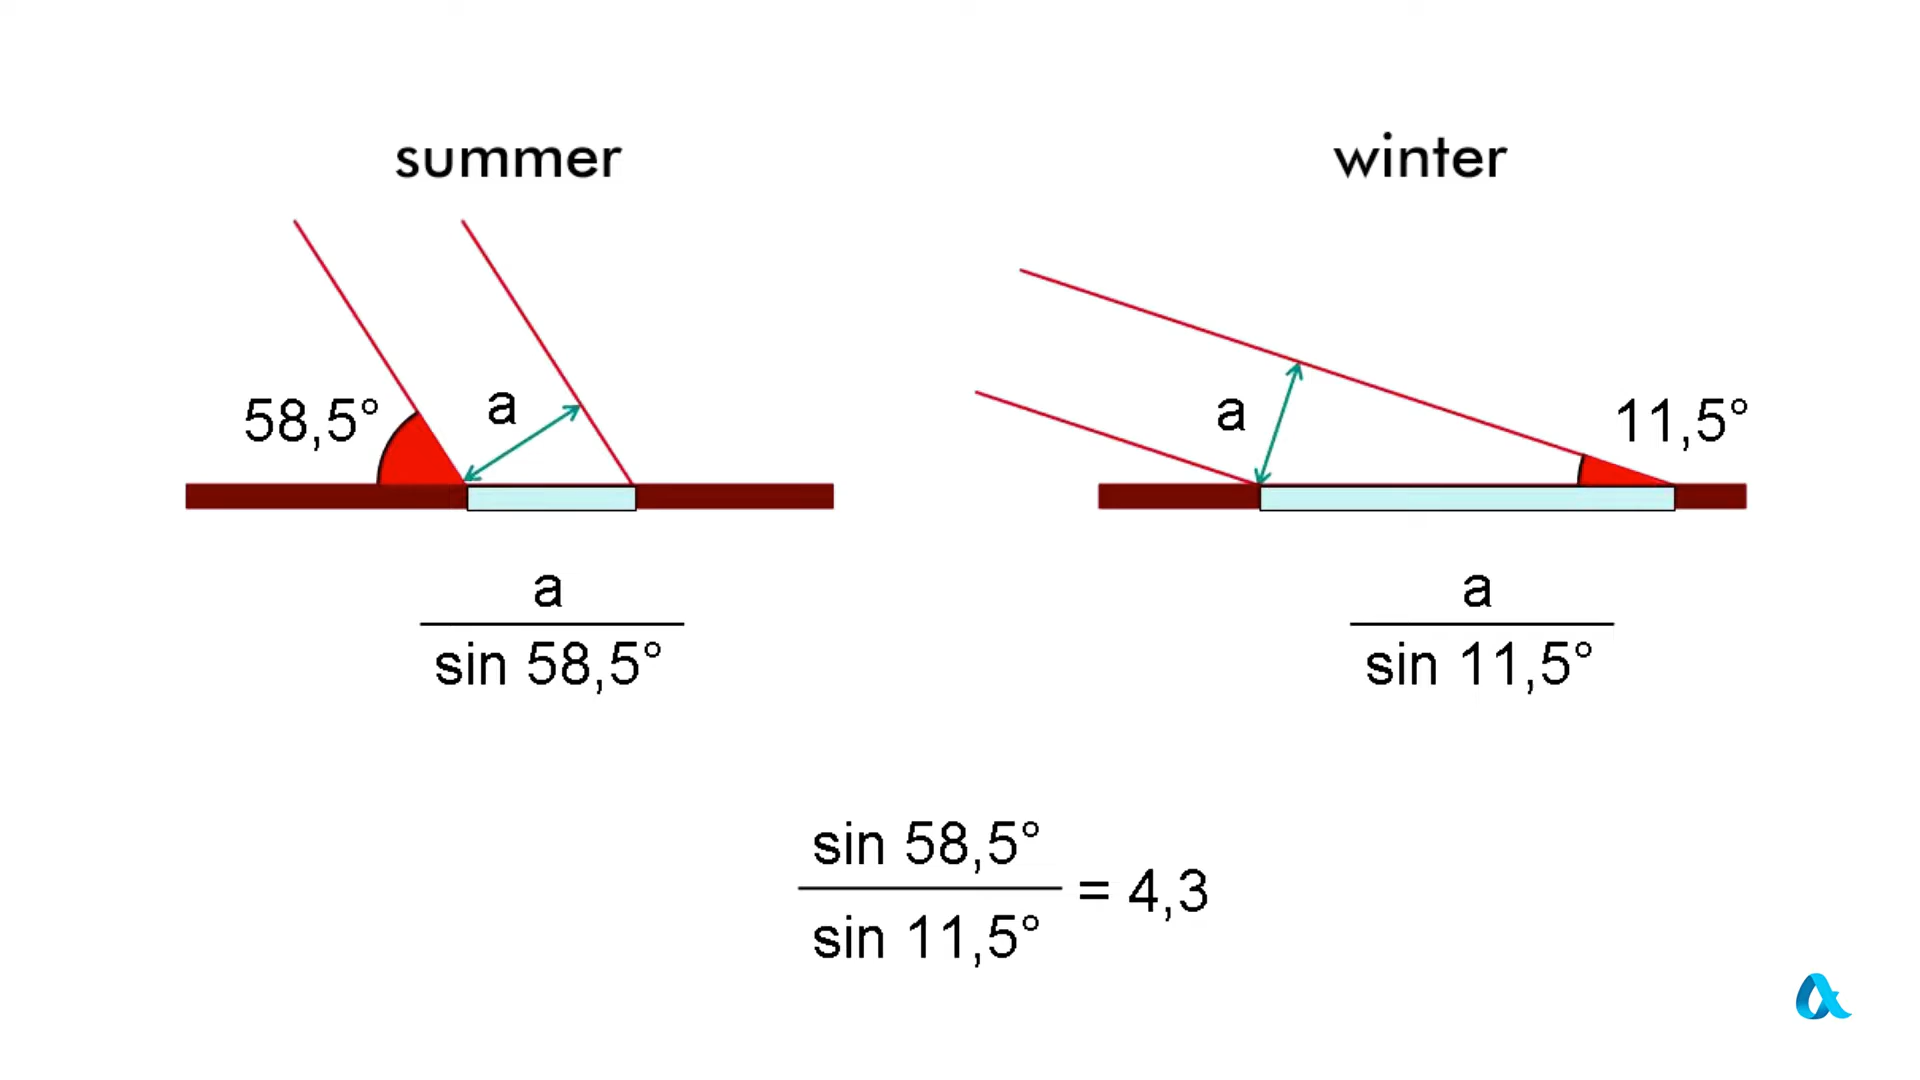 summer
winter
58,5°
a
a
11,5°
a
sin 58,5°
a
sin 11,5°
sin 58,5°
sin 11,5°
= 4,3